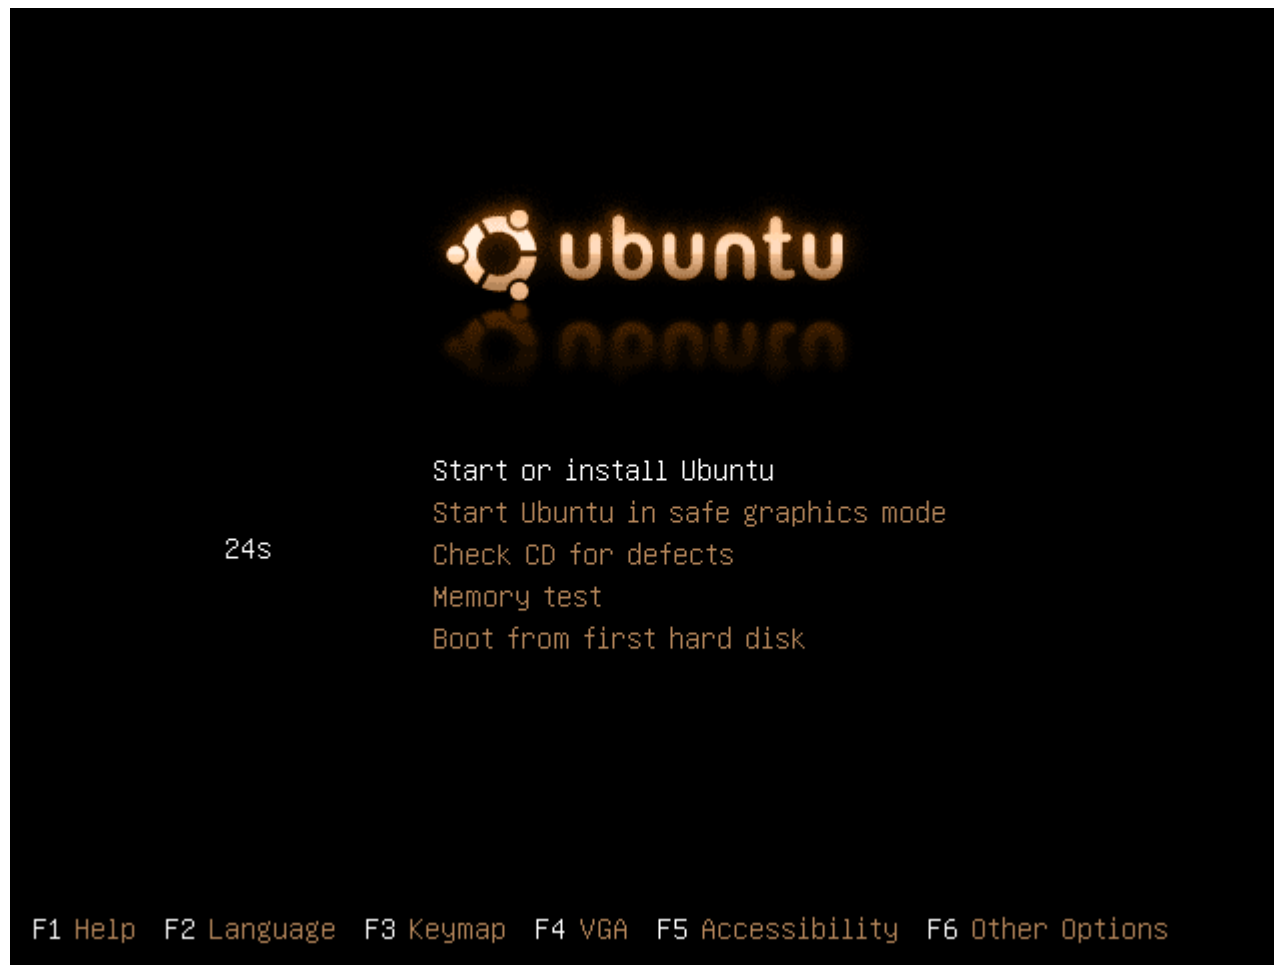 ubuntu
Start or install Ubuntu
Start Ubuntu in safe graphics mode
24s
Check CD for defects
Memory test
Boot from first hard disk
F1 Help F2 Language F3 Keymap F4 VGA F5 Accessibility F6 Other Options